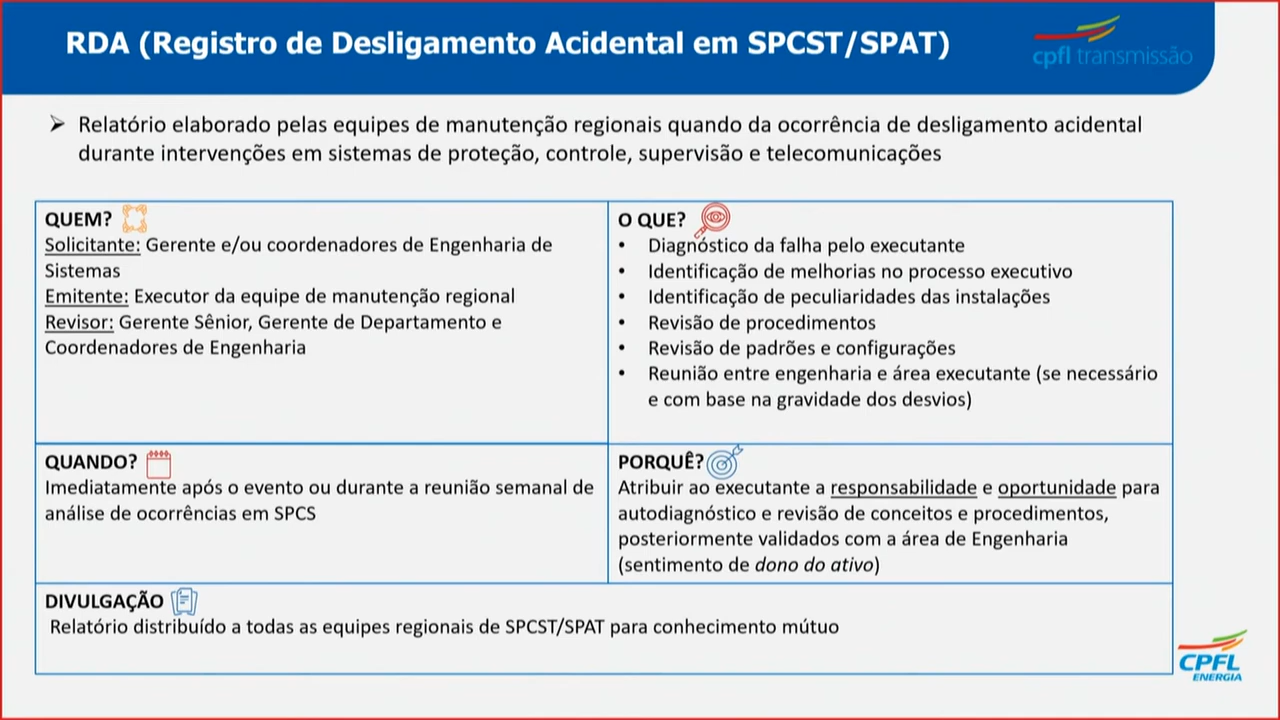 RDA (Registro de Desligamento Acidental em SPCST/SPAT)
cpfl transmissão
➢ Relatório elaborado pelas equipes de manutenção regionais quando da ocorrência de desligamento acidental
durante intervenções em sistemas de proteção, controle, supervisão e telecomunicações
QUEM?
Solicitante: Gerente e/ou coordenadores de Engenharia de
Sistemas
Emitente: Executor da equipe de manutenção regional
Revisor: Gerente Sênior, Gerente de Departamento e
Coordenadores de Engenharia
O QUE?
• Diagnóstico da falha pelo executante
• Identificação de melhorias no processo executivo
• Identificação de peculiaridades das instalações
• Revisão de procedimentos
• Revisão de padrões e configurações
• Reunião entre engenharia e área executante (se necessário
e com base na gravidade dos desvios)
QUANDO?
Imediatamente após o evento ou durante a reunião semanal de
análise de ocorrências em SPCS
PORQUÊ?
Atribuir ao executante a responsabilidade e oportunidade para
autodiagnóstico e revisão de conceitos e procedimentos,
posteriormente validados com a área de Engenharia
(sentimento de dono do ativo)
DIVULGAÇÃO
Relatório distribuído a todas as equipes regionais de SPCST/SPAT para conhecimento mútuo
CPFL
ENERGIA